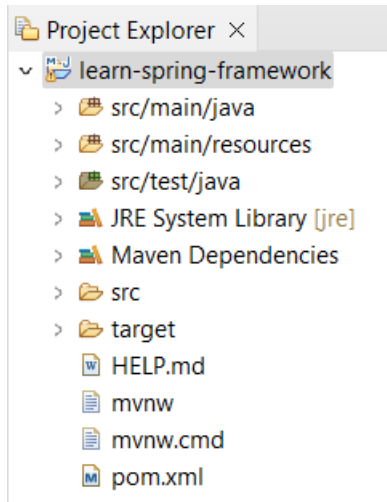 Project Explorer ×
learn-spring-framework
src/main/java
src/main/resources
src/test/java
JRE System Library [jre]
Maven Dependencies
src
target
HELP.md
mvnw
mvnw.cmd
pom.xml